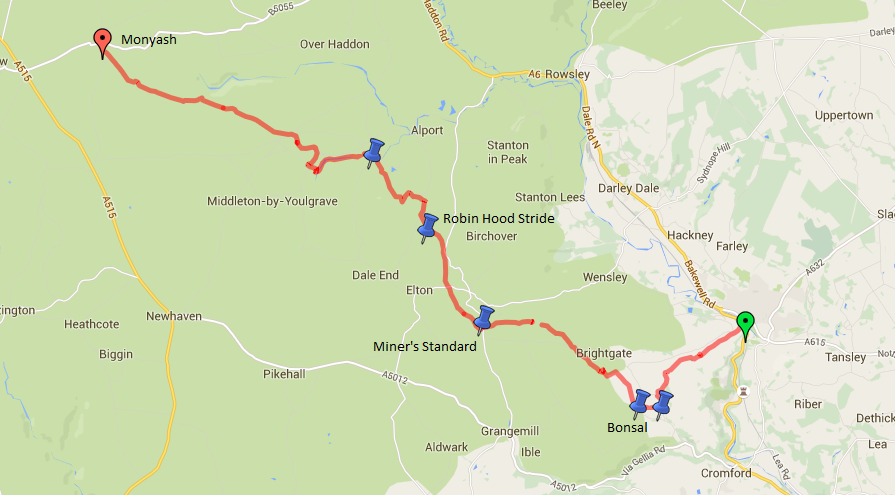 Beeley
B5055
Haddon Rd
Darley
Monyash
Over Haddon
w
A515
A6
Rowsley
Uppertown
Dale Rd N
Alport
Stanton
in Peak
Sydnope Hill
Darley Dale
Stanton Lees
Middleton-by-Youlgrave
A515
Robin Hood Stride
Slac
Birchover
Hackney
Farley
A632
Dale End
Wensley
Bakewell Rd
Elton
zington
Newhaven
Heathcote
Miner's Standard
A615
Biggin
Brightgate
Tansley
Nott
Pikehall
A5012
Riber
Bonsal
Dethick
Grangemill
Aldwark
Ible
Via Gellia Rd
Lea
Cromford
Lea Rd
A5012